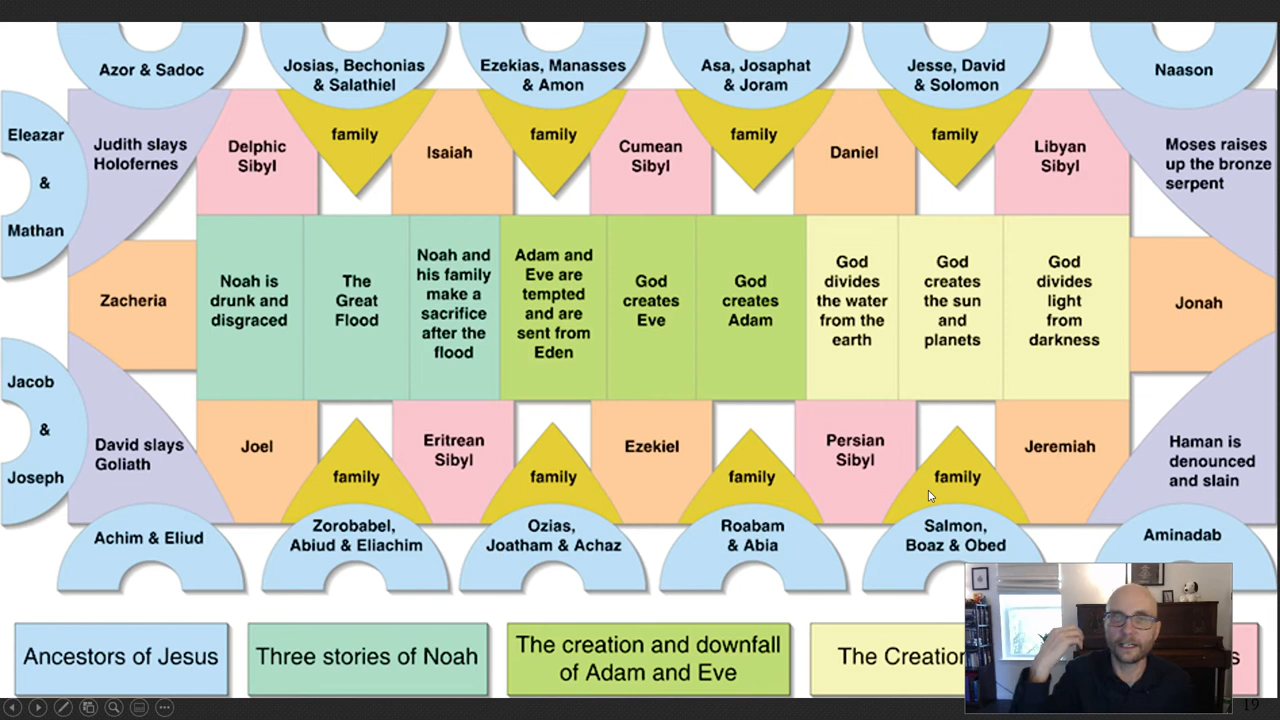 Azor & Sadoc
Josias, Bechonias
& Salathiel
Ezekias, Manasses
& Amon
Asa, Josaphat
& Joram
Jesse, David
& Solomon
Naason
Eleazar
&
Mathan
Judith slays
Holofernes
Delphic
Sibyl
family
Isaiah
family
Cumean
Sibyl
family
Daniel
family
Libyan
Sibyl
Moses raises
up the bronze
serpent
Zacheria
Noah is
drunk and
disgraced
The
Great
Flood
Noah and
his family
make a
sacrifice
after the
flood
Adam and
Eve are
tempted
and are
sent from
Eden
God
creates
Eve
God
creates
Adam
God
divides
the water
from the
earth
God
creates
the sun
and
planets
God
divides
light
from
darkness
Jonah
Jacob
&
Joseph
David slays
Goliath
Joel
family
Eritrean
Sibyl
family
Ezekiel
family
Persian
Sibyl
family
Jeremiah
Haman is
denounced
and slain
Achim & Eliud
Zorobabel,
Abiud & Eliachim
Ozias,
Joatham & Achaz
Roabam
& Abia
Salmon,
Boaz & Obed
Aminadab
Ancestors of Jesus
Three stories of Noah
The creation and downfall
of Adam and Eve
The Creation
19